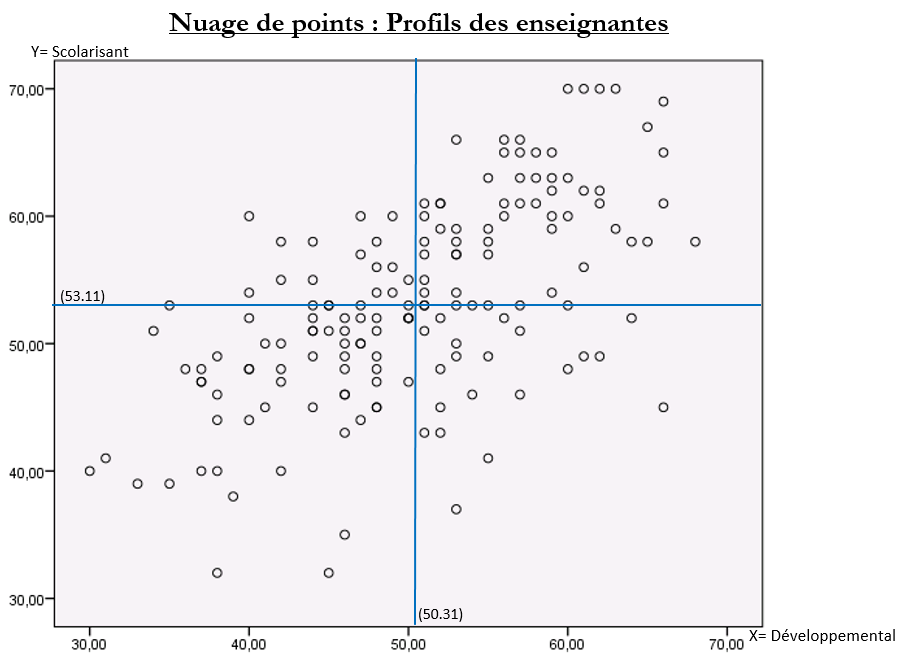 Nuage de points : Profils des enseignantes
Y= Scolarisant
70,00
60,00
(53.11)
50,00
40,00
30,00
(50.31)
30,00 40,00 50,00 60,00 70,00
X= Développemental